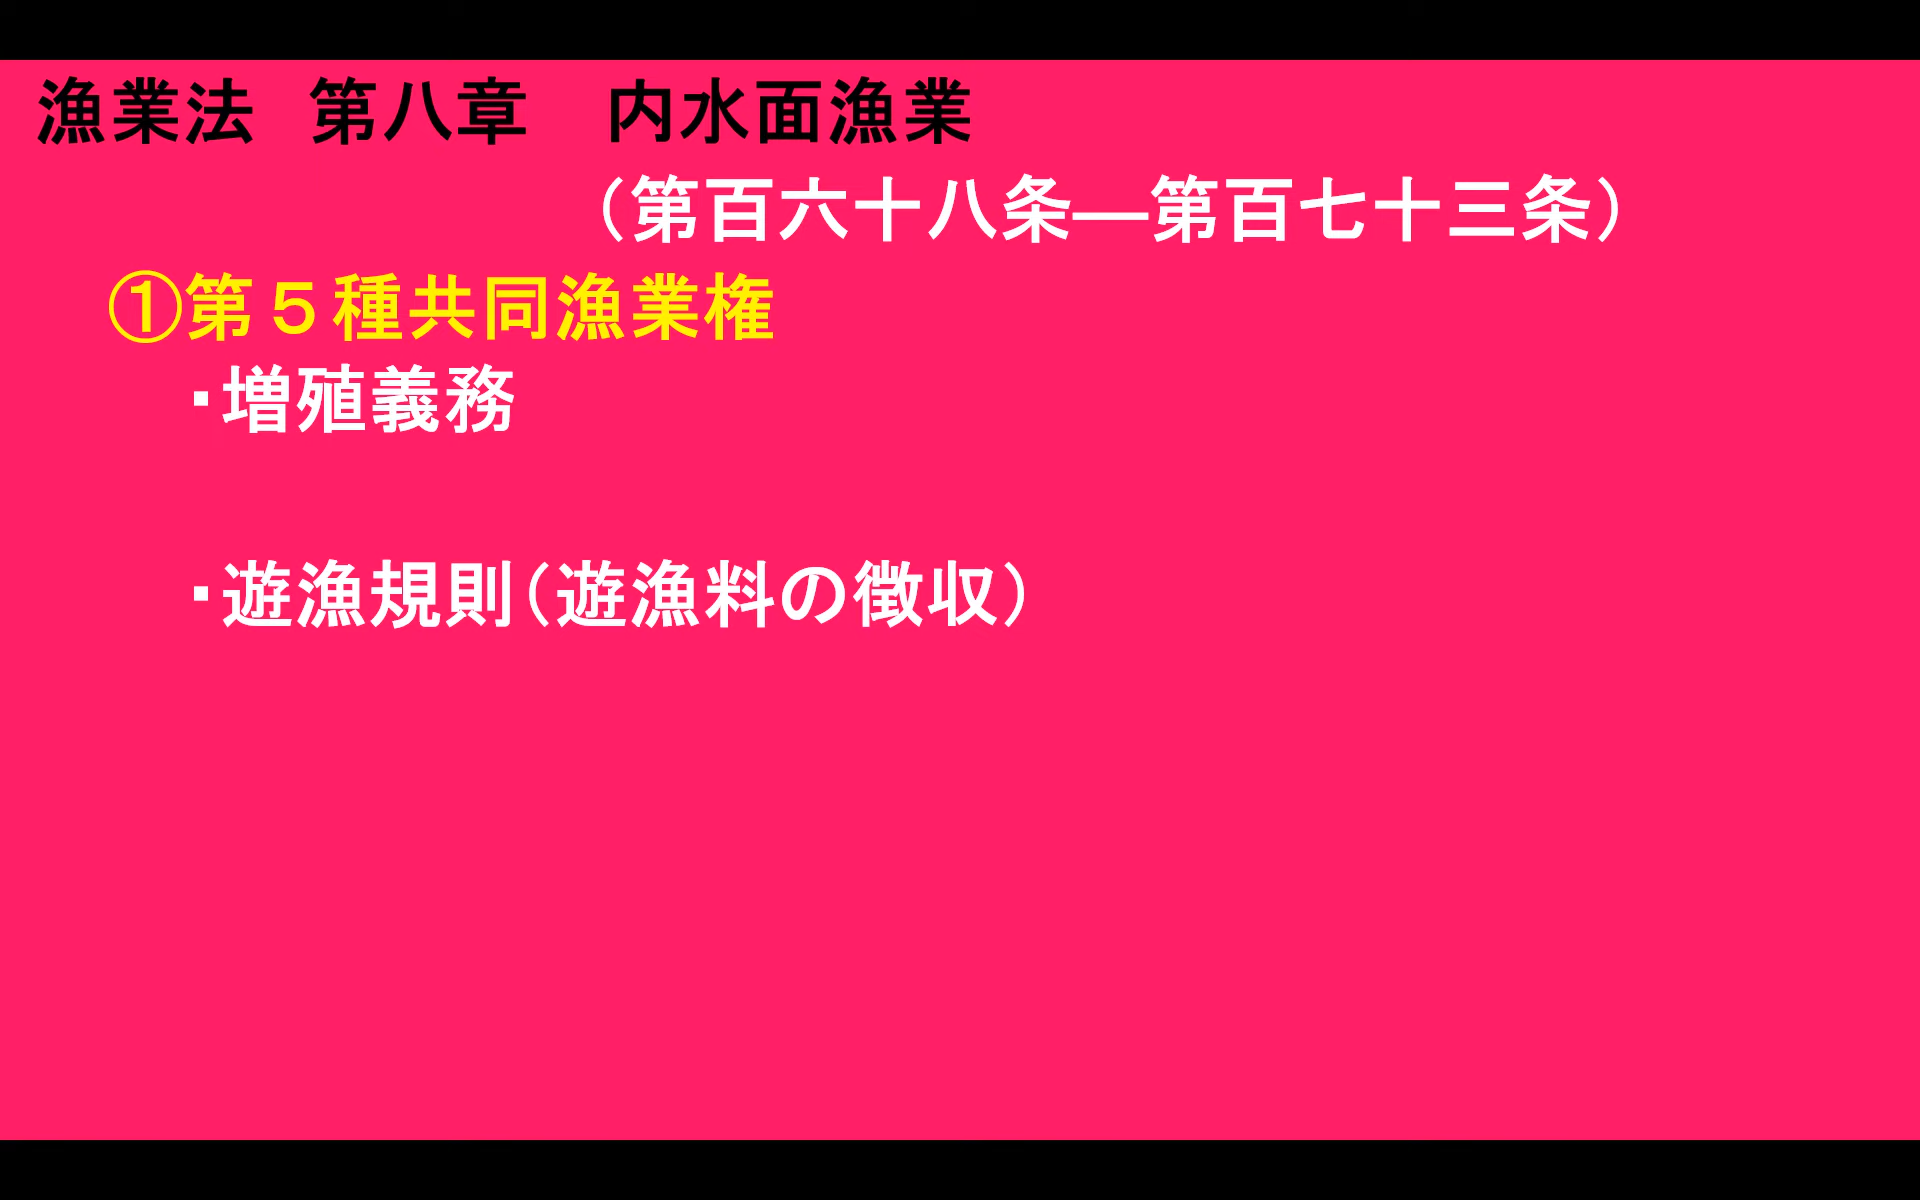 漁業法　第八章　内水面漁業
（第百六十八条―第百七十三条）
①第５種共同漁業権
・増殖義務
・遊漁規則（遊漁料の徴収）